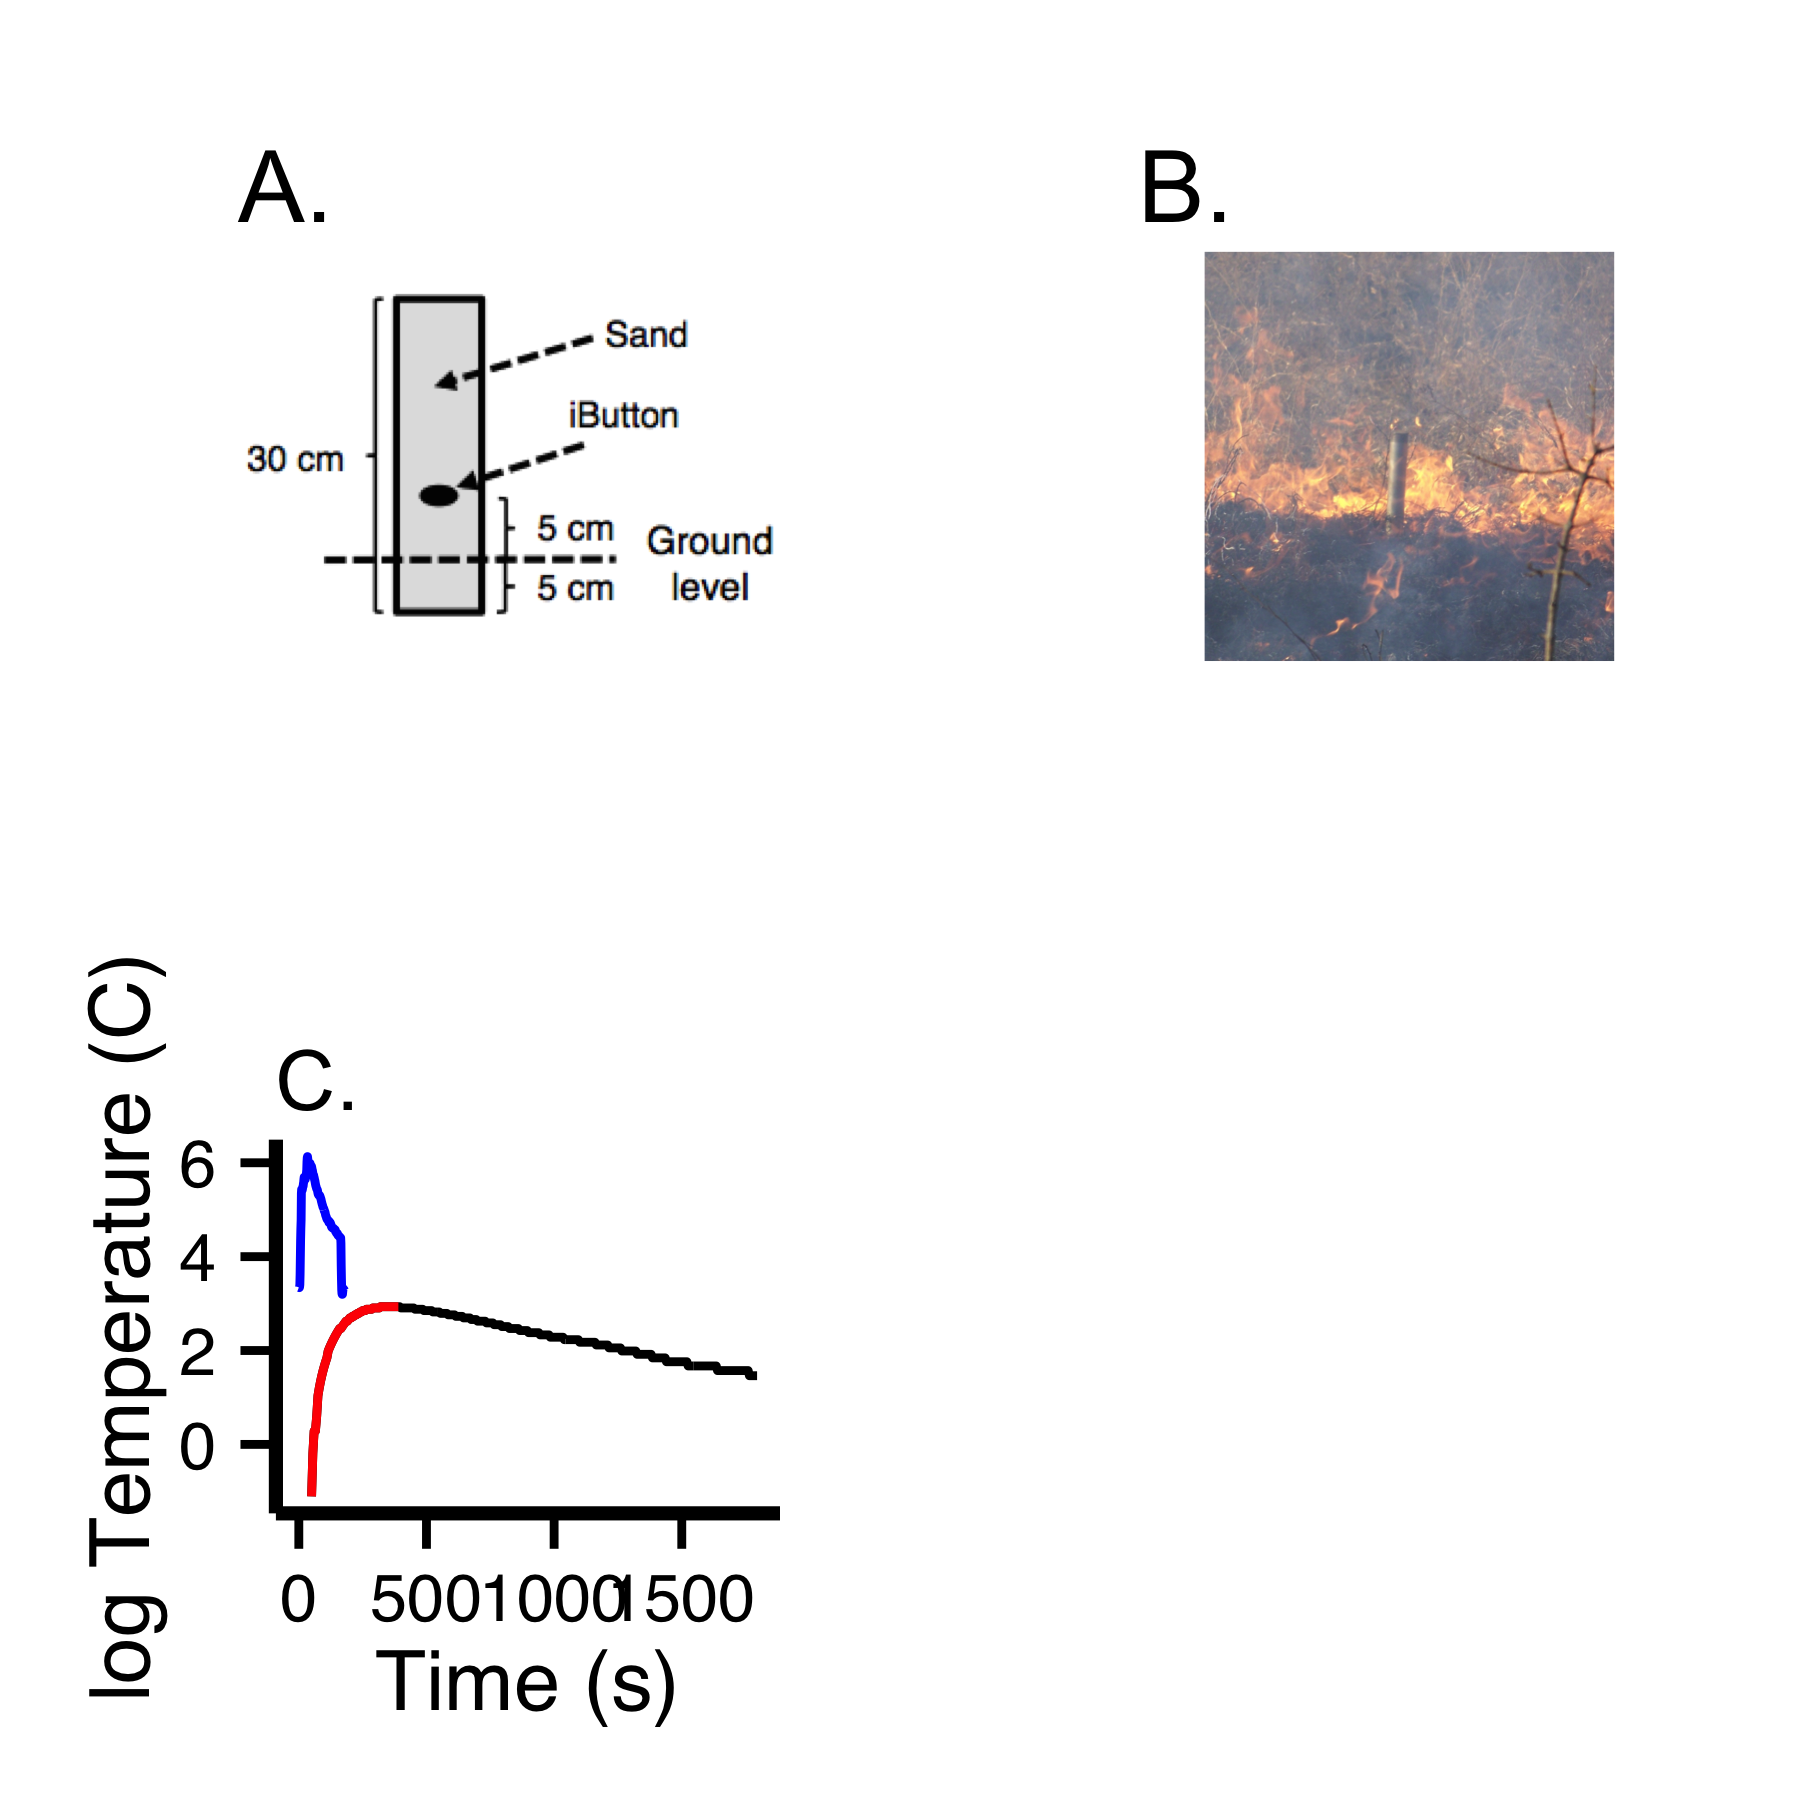 A.
B.
Sand
iButton
30 cm
5 cm
Ground
level
5 cm
C.
log Temperature (C)
6
4
2
0
0 500 1000 1500
Time (s)